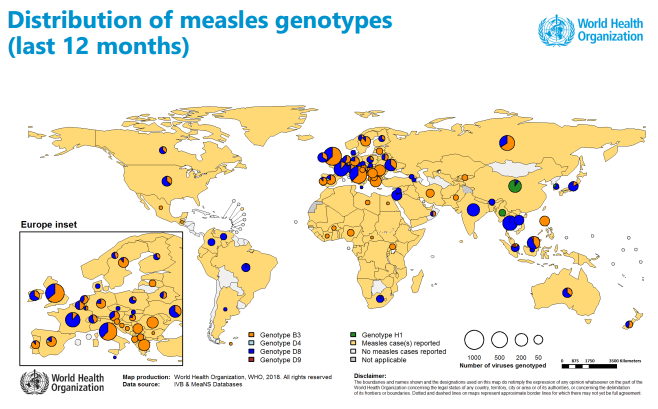 Distribution of measles genotypes
(last 12 months)
World Health
Organization
Europe inset
Genotype B3
Genotype D4
Genotype D8
Genotype D9
Genotype H1
Measles case(s) reported
No measles cases reported
Not applicable
1000 500 200 50
Number of viruses genotyped
0 875 1750 3500 Kilometers
World Health
Organization
Map production: World Health Organization, WHO, 2018. All rights reserved
Data source: IVB & MeaNS Databases
Disclaimer:
The boundaries and names shown and the designations used on this map do not imply the expression of any opinion whatsoever on the part of the
World Health Organization concerning the legal status of any country, territory, city or area or of its authorities, or concerning the delimitation
of its frontiers or boundaries. Dotted and dashed lines on maps represent approximate border lines for which there may not yet be full agreement